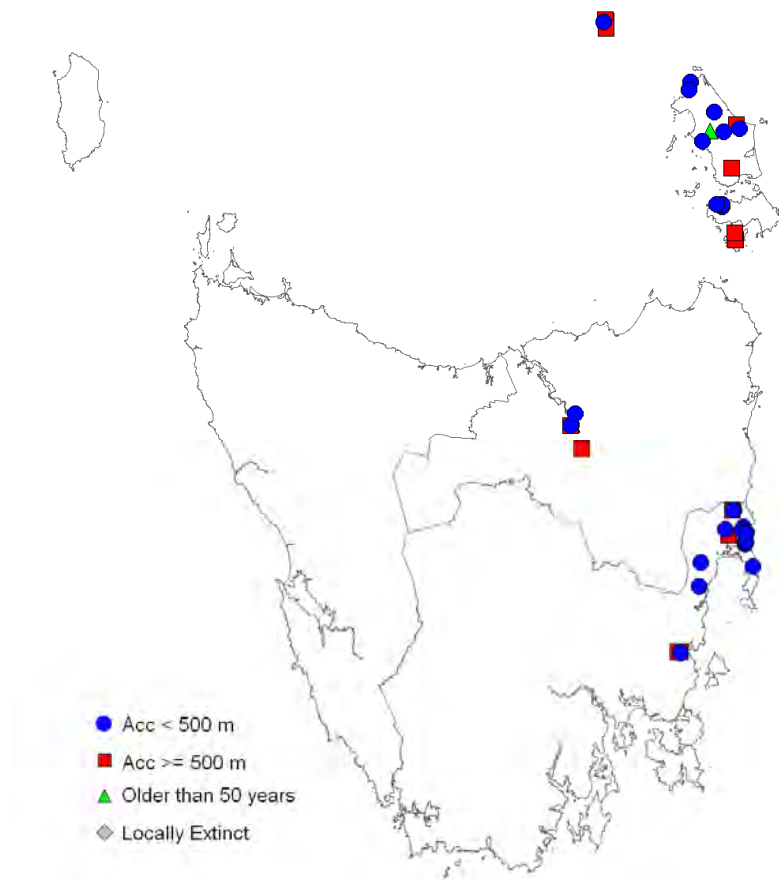 Acc < 500 m
Acc >= 500 m
Older than 50 years
Locally Extinct